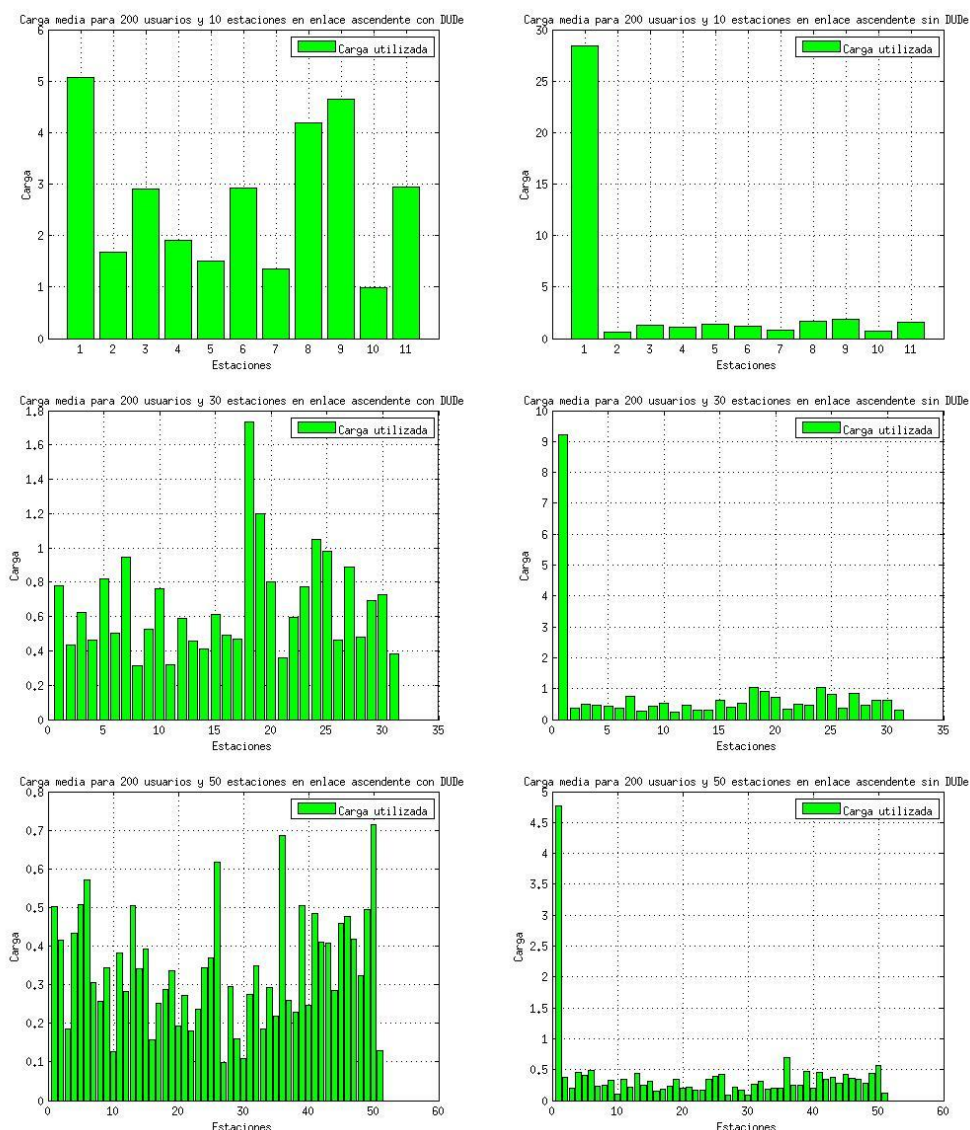 Carga media para 200 usuarios y 10 estaciones en enlace ascendente con DUDe
6
5
4
3
2
1
0
Carga
Carga utilizada
1 2 3 4 5 6 7 8 9 10 11
Estaciones
Carga media para 200 usuarios y 10 estaciones en enlace ascendente sin DUDe
30
25
20
15
10
5
0
Carga
Carga utilizada
1 2 3 4 5 6 7 8 9 10 11
Estaciones
Carga media para 200 usuarios y 30 estaciones en enlace ascendente con DUDe
1.8
1.6
1.4
1.2
1
0.8
0.6
0.4
0.2
0
Carga
Carga utilizada
0 5 10 15 20 25 30 35
Estaciones
Carga media para 200 usuarios y 30 estaciones en enlace ascendente sin DUDe
10
9
8
7
6
5
4
3
2
1
0
Carga
Carga utilizada
0 5 10 15 20 25 30 35
Estaciones
Carga media para 200 usuarios y 50 estaciones en enlace ascendente con DUDe
0.8
0.7
0.6
0.5
0.4
0.3
0.2
0.1
0
Carga
Carga utilizada
0 10 20 30 40 50 60
Estaciones
Carga media para 200 usuarios y 50 estaciones en enlace ascendente sin DUDe
5
4.5
4
3.5
3
2.5
2
1.5
1
0.5
0
Carga
Carga utilizada
0 10 20 30 40 50 60
Estaciones